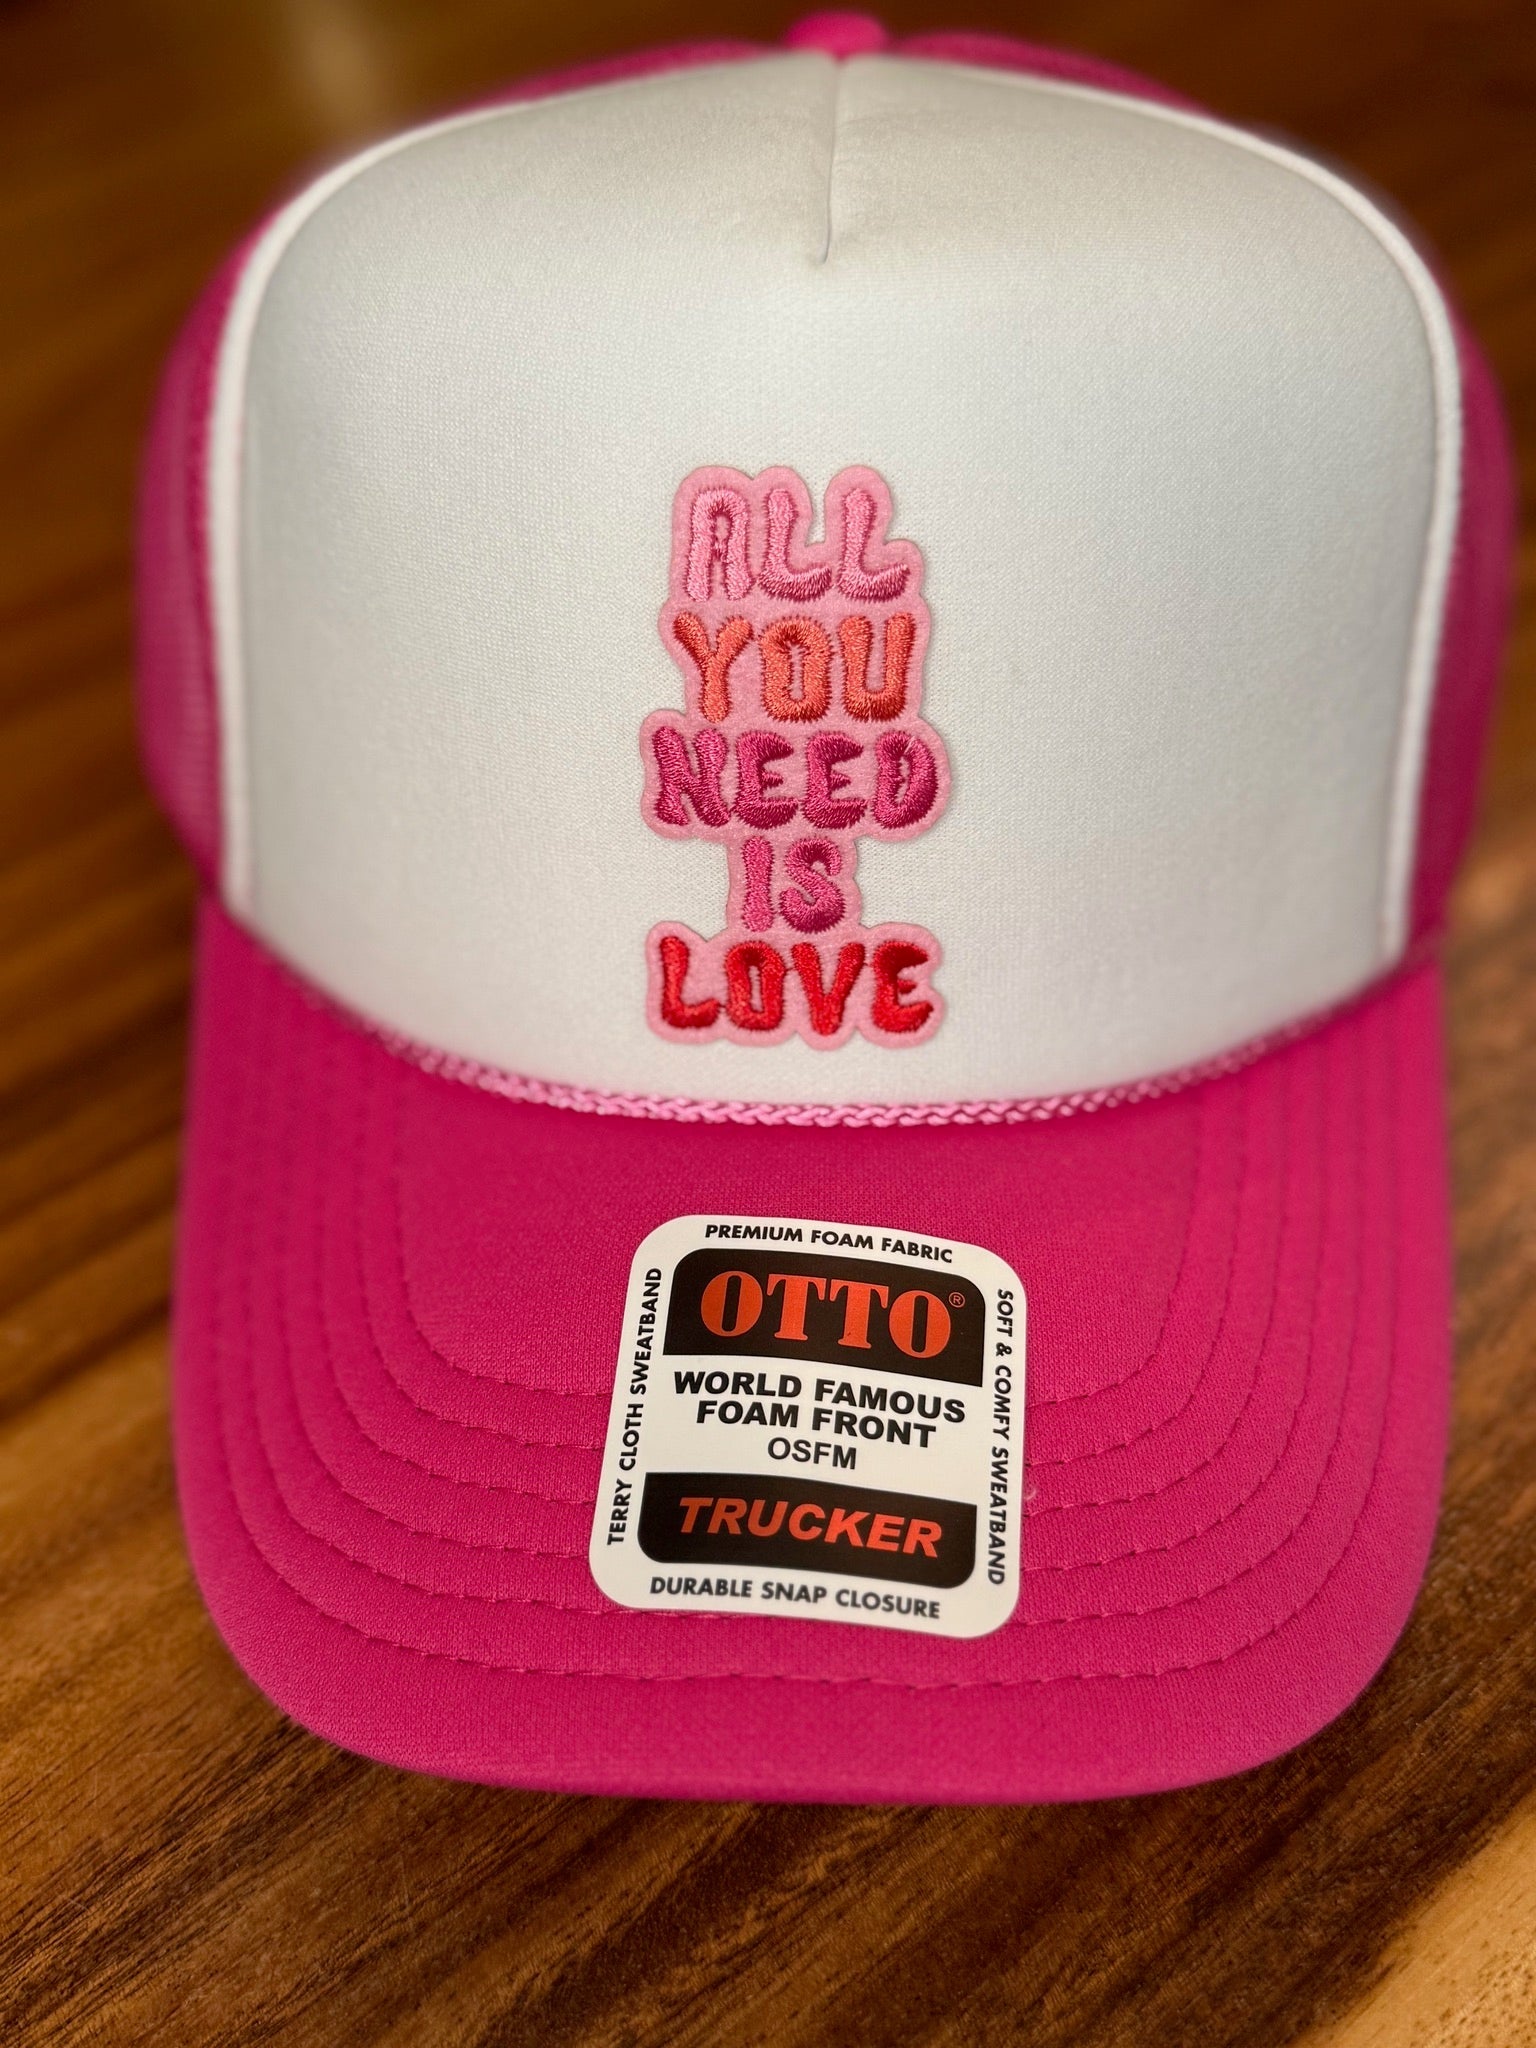 ALL
YOU
NEED
IS
LOVE
PREMIUM FOAM FABRIC
OTTO®
WORLD FAMOUS
FOAM FRONT
OSFM
TRUCKER
DURABLE SNAP CLOSURE
TERRY CLOTH SWEATBAND
SOFT & COMFY SWEATBAND